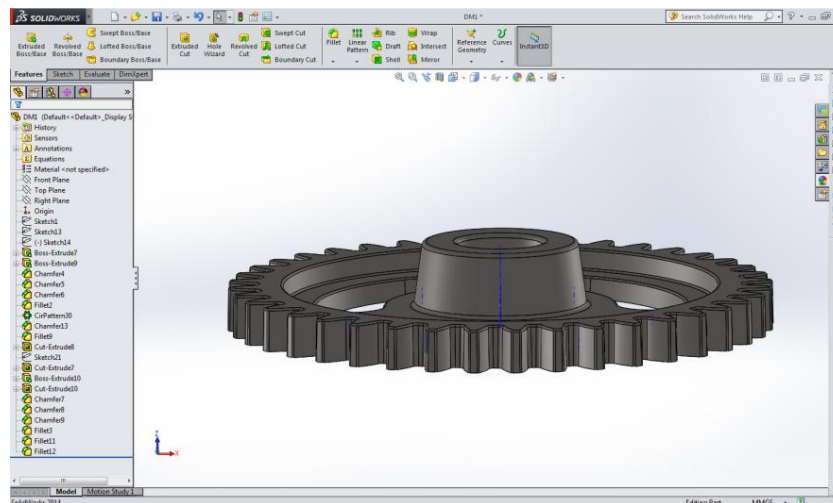 SOLIDWORKS
DM1 *
Search SolidWorks Help
Extruded Boss/Base
Revolved Boss/Base
Swept Boss/Base
Lofted Boss/Base
Boundary Boss/Base
Extruded Cut
Hole Wizard
Revolved Cut
Swept Cut
Lofted Cut
Boundary Cut
Fillet
Linear Pattern
Rib
Draft
Shell
Wrap
Intersect
Mirror
Reference Geometry
Curves
Instant3D
Features
Sketch
Evaluate
DimXpert
DM1 (Default<<Default>_Display S
History
Sensors
Annotations
Equations
Material <not specified>
Front Plane
Top Plane
Right Plane
Origin
Sketch1
Sketch13
(-) Sketch14
Boss-Extrude7
Boss-Extrude9
Chamfer4
Chamfer5
Chamfer6
Fillet2
CirPattern30
Chamfer13
Fillet9
Cut-Extrude8
Sketch21
Cut-Extrude7
Boss-Extrude10
Cut-Extrude10
Chamfer7
Chamfer8
Chamfer9
Fillet3
Fillet11
Fillet12
Z
X
Model
Motion Study 1
SolidWorks 2014
Editing Part
MMGS